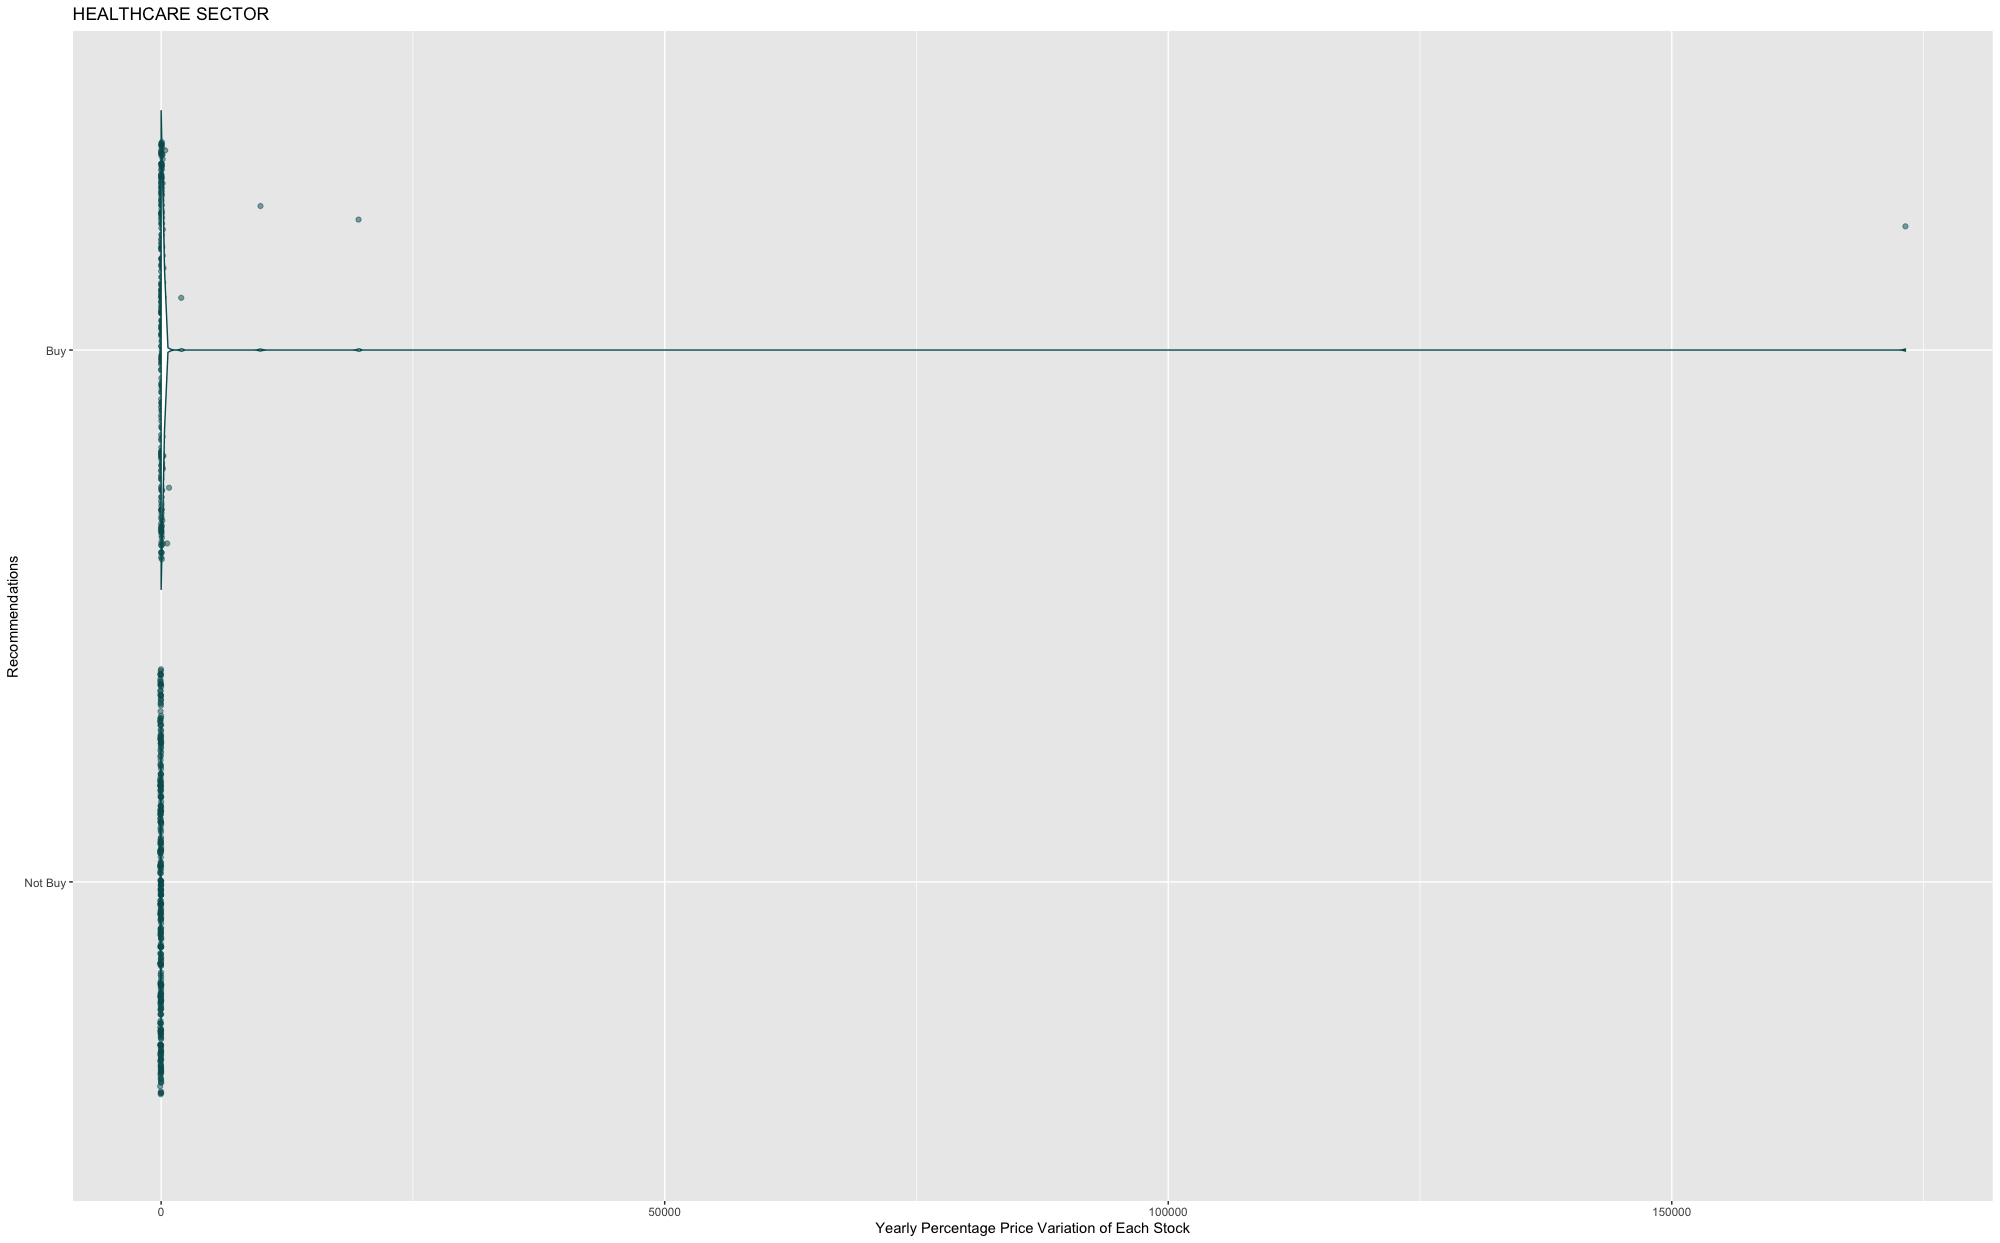 HEALTHCARE SECTOR
Recommendations
Buy
Not Buy
0
50000
100000
150000
Yearly Percentage Price Variation of Each Stock